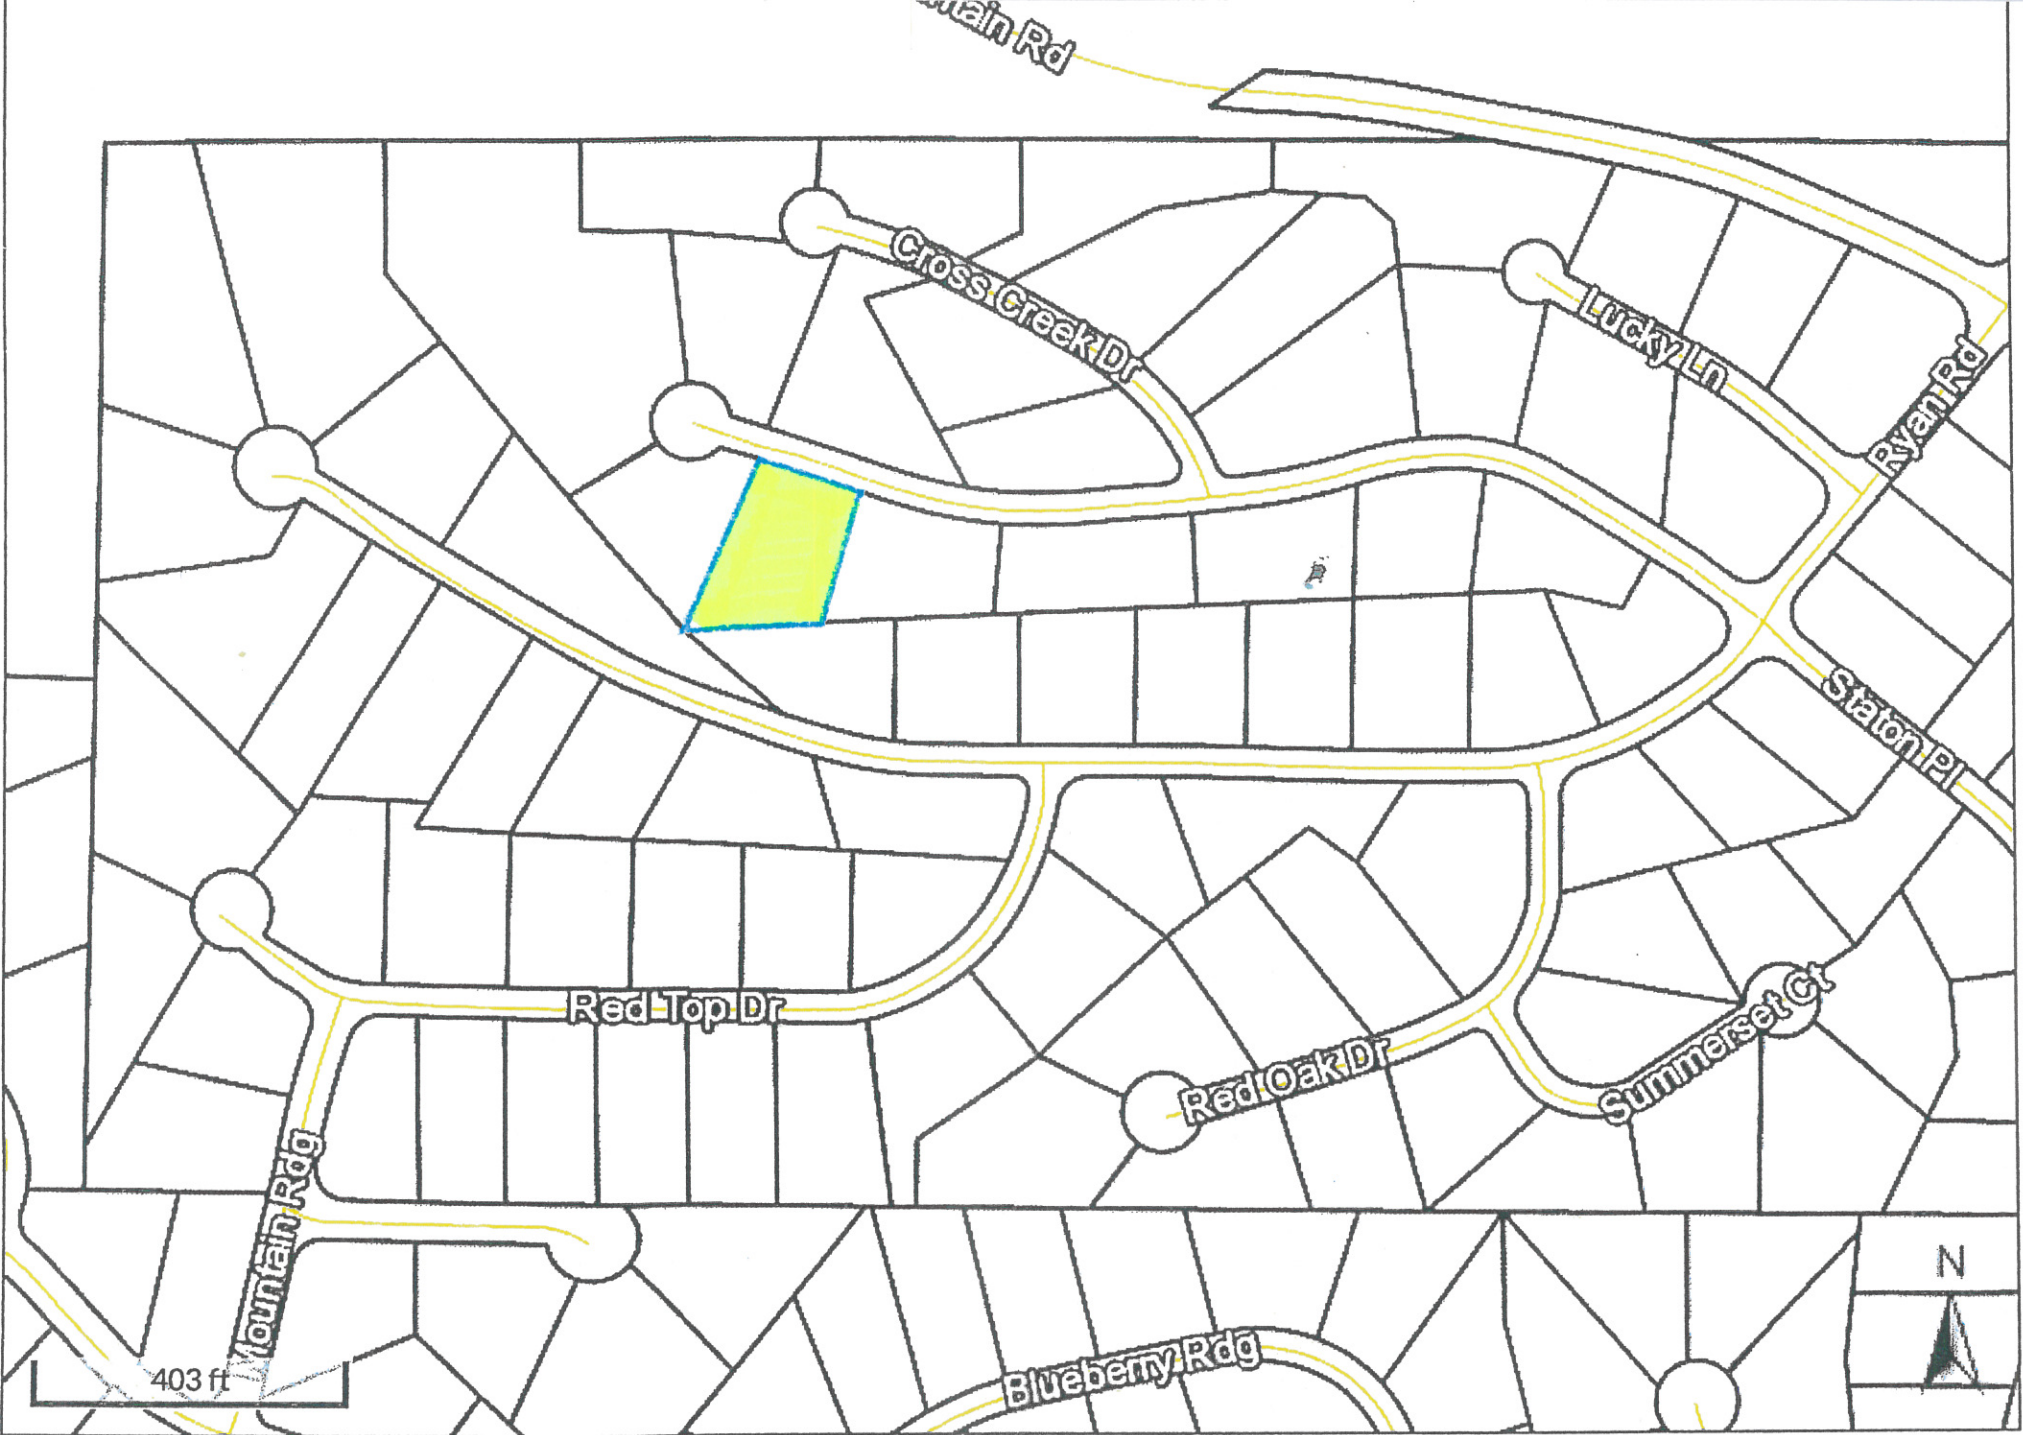 Rd
Cross Creek Dr
Lucky Ln
Ryan Rd
Staton Pl
Red Top Dr
Summerset Ct
Red Oak Dr
Mountain Rdg
N
Blueberry Rdg
403 ft